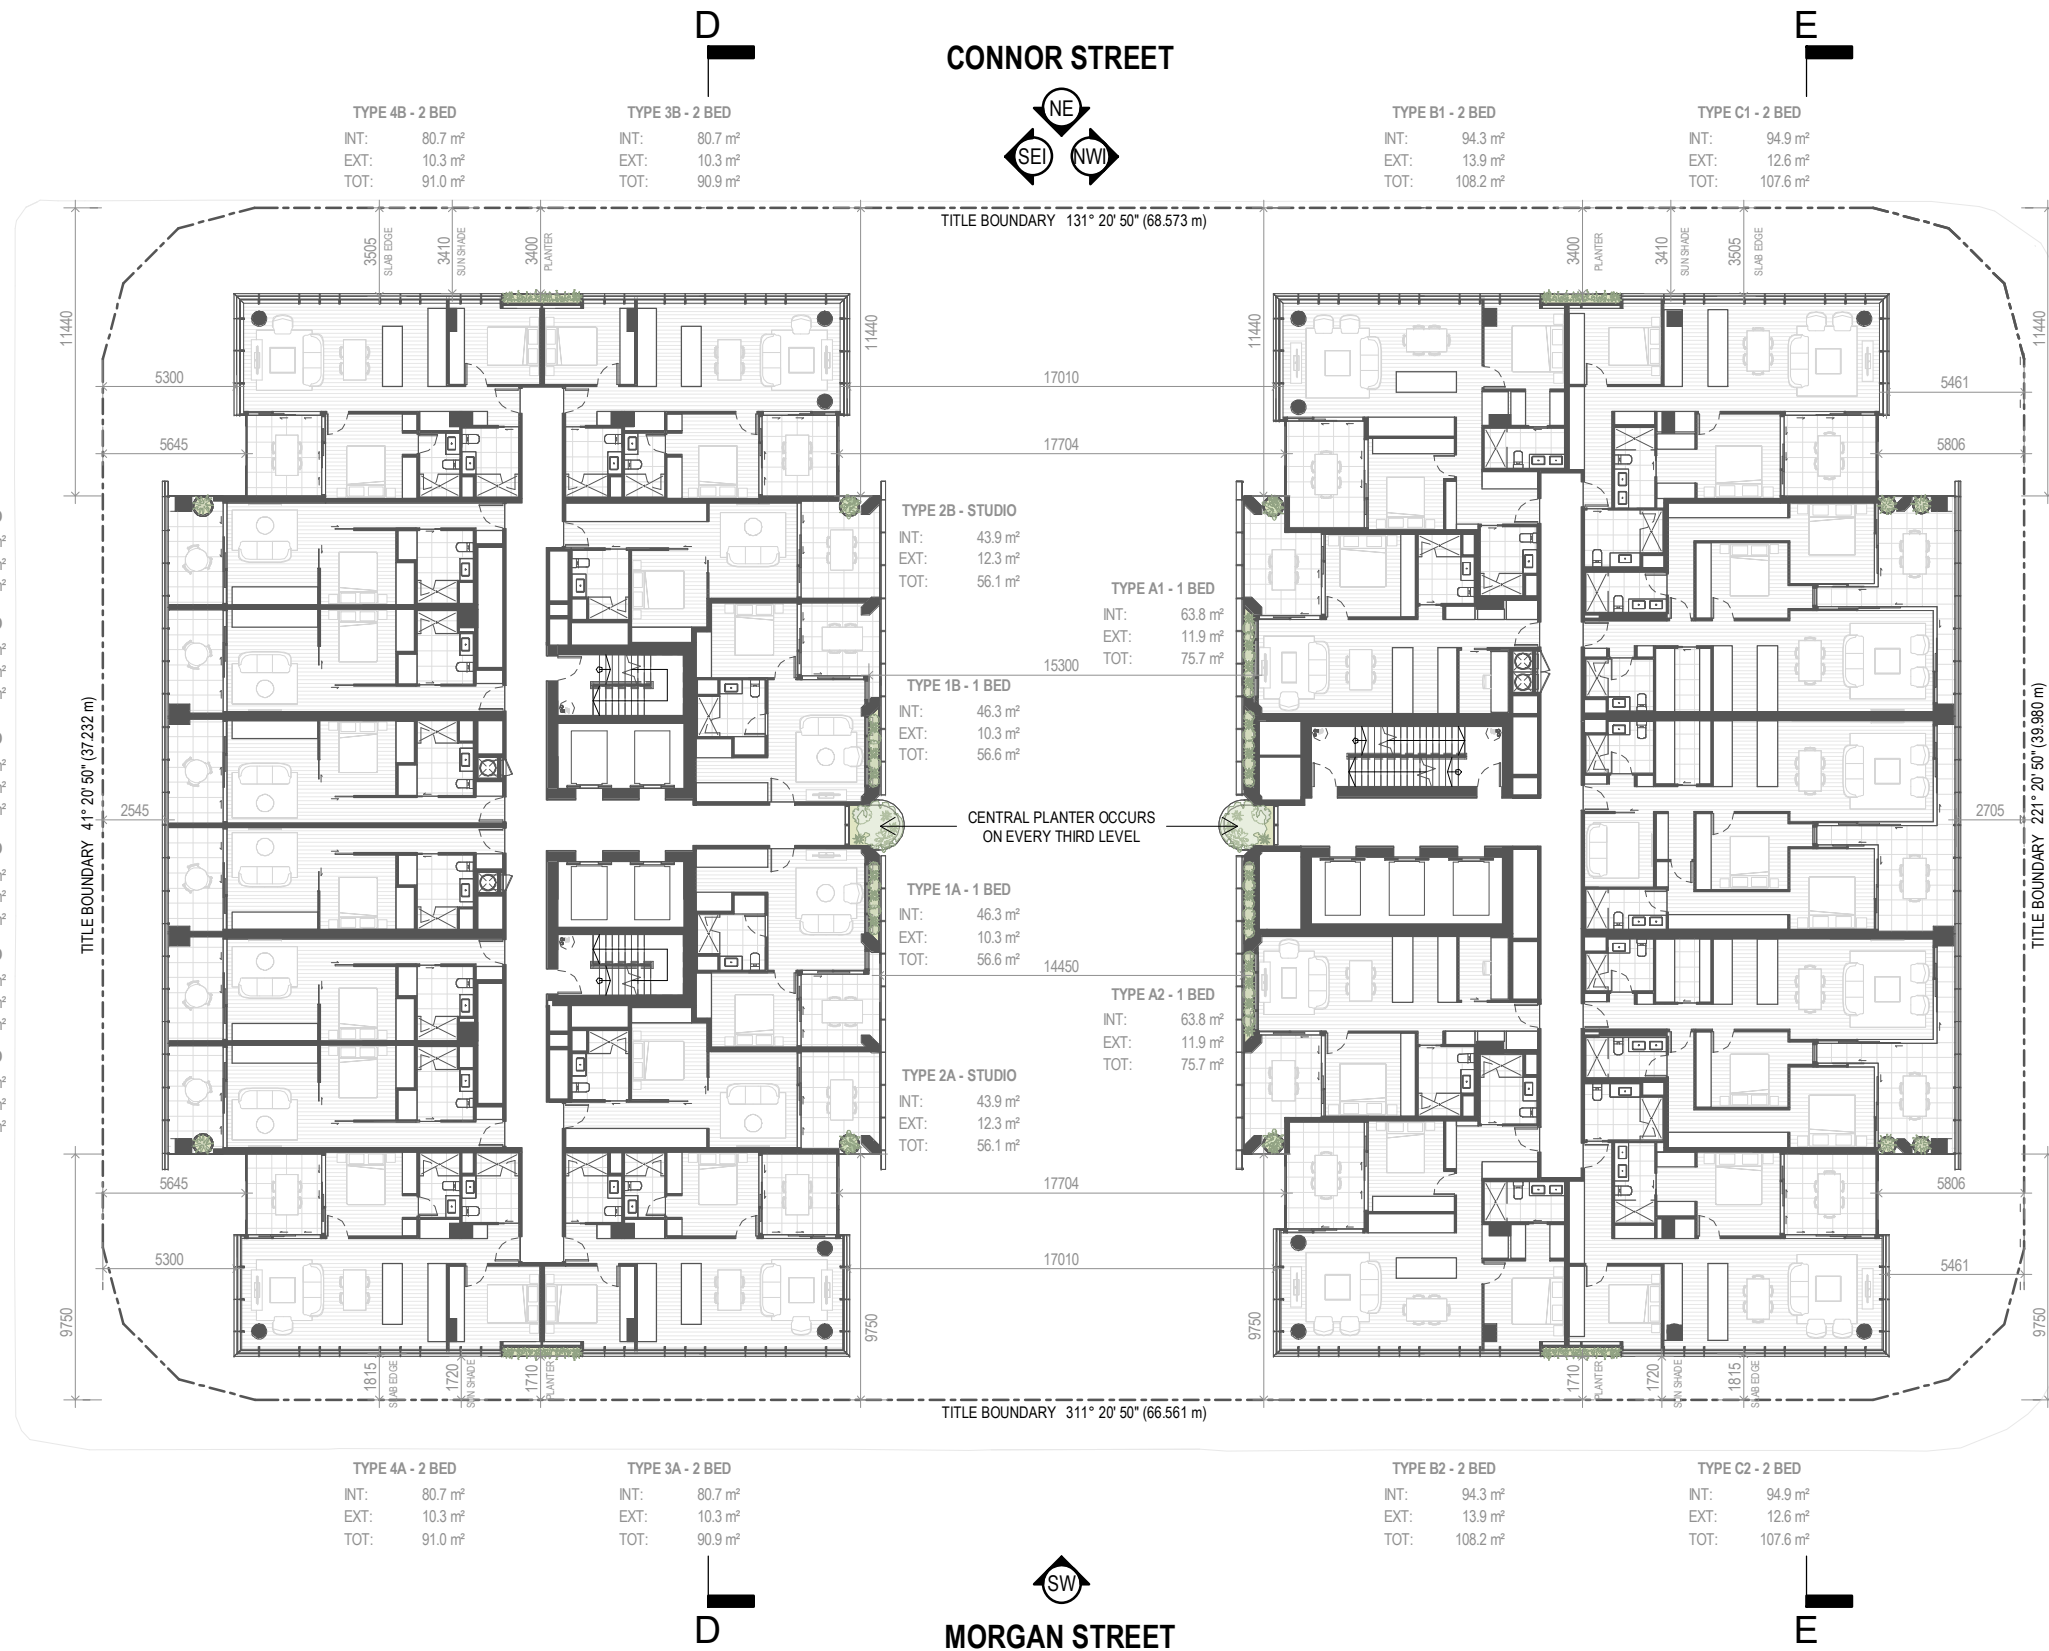 D
E
CONNOR STREET
NE
SEI
NWI
TYPE 4B - 2 BED
INT: 80.7 m²
EXT: 10.3 m²
TOT: 91.0 m²
TYPE 3B - 2 BED
INT: 80.7 m²
EXT: 10.3 m²
TOT: 90.9 m²
TYPE B1 - 2 BED
INT: 94.3 m²
EXT: 13.9 m²
TOT: 108.2 m²
TYPE C1 - 2 BED
INT: 94.9 m²
EXT: 12.6 m²
TOT: 107.6 m²
TITLE BOUNDARY 131° 20' 50" (68.573 m)
3505
SLAB EDGE
3410
SUN SHADE
3400
PLANTER
3400
PLANTER
3410
SUN SHADE
3505
SLAB EDGE
11440
11440
11440
11440
5300
17010
5461
5645
17704
5806
TYPE 2B - STUDIO
INT: 43.9 m²
EXT: 12.3 m²
TOT: 56.1 m²
TYPE A1 - 1 BED
INT: 63.8 m²
EXT: 11.9 m²
TOT: 75.7 m²
15300
TYPE 1B - 1 BED
INT: 46.3 m²
EXT: 10.3 m²
TOT: 56.6 m²
TITLE BOUNDARY 41° 20' 50" (37.232 m)
TITLE BOUNDARY 221° 20' 50" (39.980 m)
2545
CENTRAL PLANTER OCCURS
ON EVERY THIRD LEVEL
2705
TYPE 1A - 1 BED
INT: 46.3 m²
EXT: 10.3 m²
TOT: 56.6 m²
14450
TYPE A2 - 1 BED
INT: 63.8 m²
EXT: 11.9 m²
TOT: 75.7 m²
TYPE 2A - STUDIO
INT: 43.9 m²
EXT: 12.3 m²
TOT: 56.1 m²
5645
17704
5806
5300
17010
5461
9750
9750
9750
9750
1815
SLAB EDGE
1720
SUN SHADE
1710
PLANTER
1710
PLANTER
1720
SUN SHADE
1815
SLAB EDGE
TITLE BOUNDARY 311° 20' 50" (66.561 m)
TYPE 4A - 2 BED
INT: 80.7 m²
EXT: 10.3 m²
TOT: 91.0 m²
TYPE 3A - 2 BED
INT: 80.7 m²
EXT: 10.3 m²
TOT: 90.9 m²
TYPE B2 - 2 BED
INT: 94.3 m²
EXT: 13.9 m²
TOT: 108.2 m²
TYPE C2 - 2 BED
INT: 94.9 m²
EXT: 12.6 m²
TOT: 107.6 m²
SW
D
E
MORGAN STREET